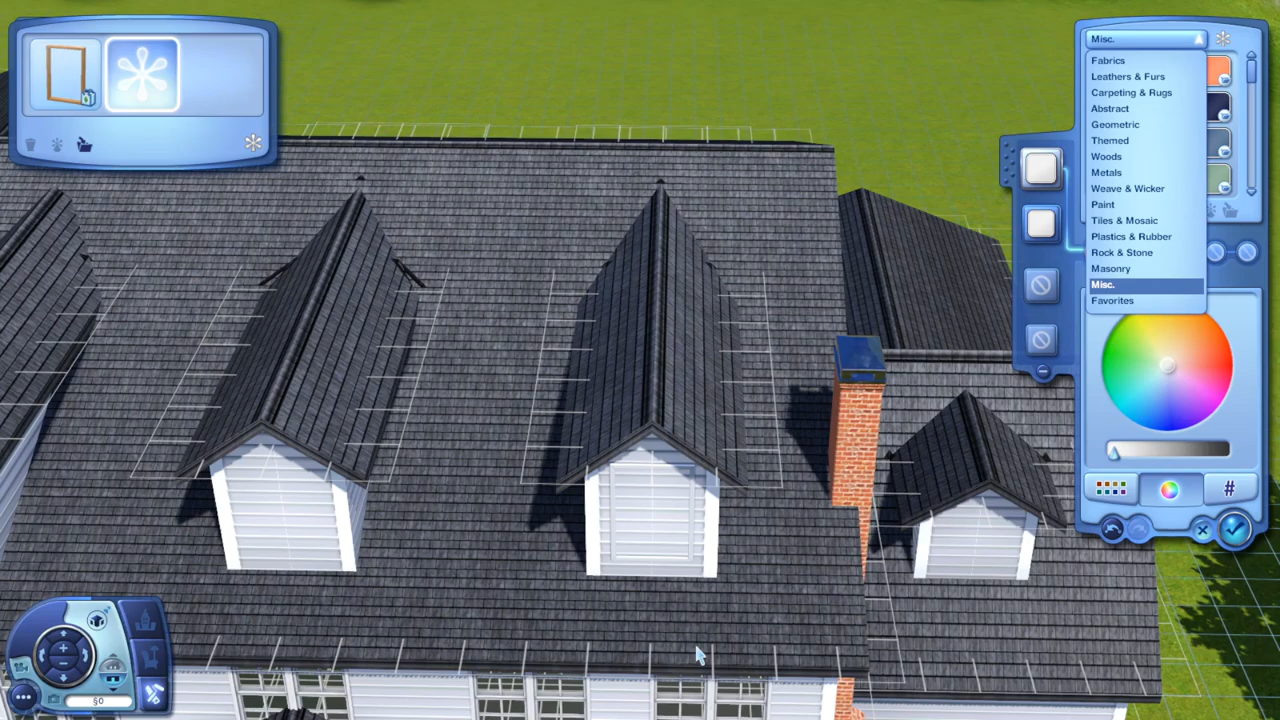 Misc.
Fabrics
Leathers & Furs
Carpeting & Rugs
Abstract
Geometric
Themed
Woods
Metals
Weave & Wicker
Paint
Tiles & Mosaic
Plastics & Rubber
Rock & Stone
Masonry
Misc.
Favorites
#
§0